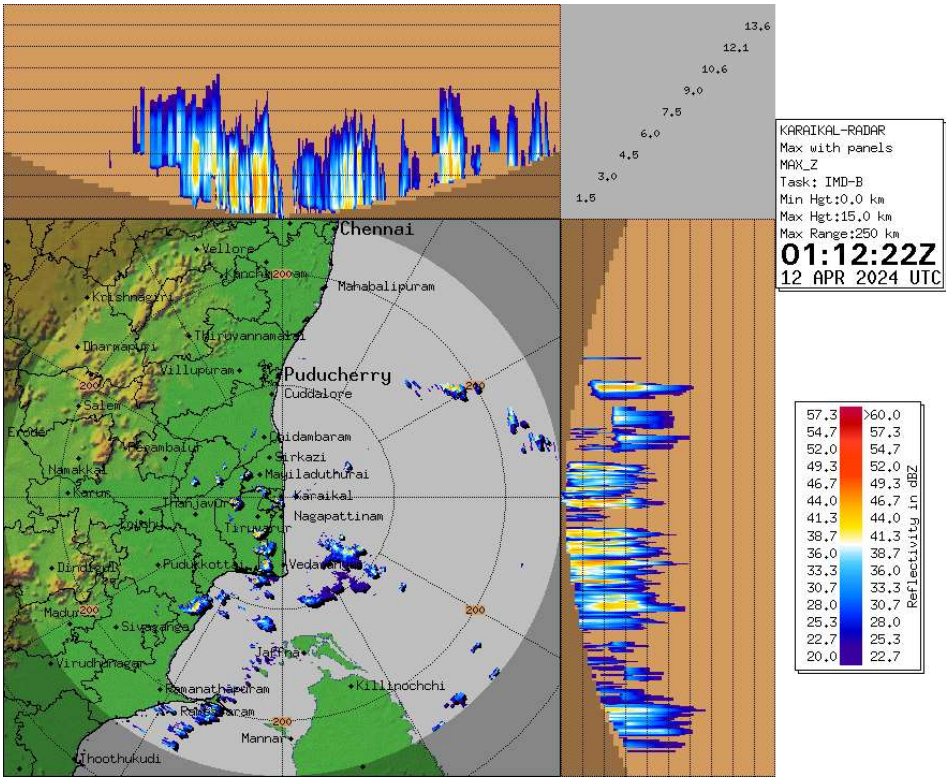 13.6
12.1
10.6
9.0
7.5
6.0
4.5
3.0
1.5
KARAIKAL-RADAR
Max with panels
MAX_Z
Task: IMD-B
Min Hgt:0.0 km
Max Hgt:15.0 km
Max Range:250 km
01:12:22Z
12 APR 2024 UTC
Chennai
Vellore
200
Mahabalipuram
Krishnagiri
Thiruvannamalai
Dharmapuri
Villupuram
Puducherry
200
200
Cuddalore
Salem
Erode
Chidambaram
Perambalur
Sirkazi
Namakkal
Mayiladuthurai
Karur
Karaikal
Thanjavur
Nagapattinam
Tiruvarur
Dindigul
Pudukkottai
200
200
Sivaganga
Jaffna
Virudhunagar
Ramanathapuram
Killinochchi
200
Mannar
Thoothukudi
57.3 >60.0
54.7 57.3
52.0 54.7
49.3 52.0
46.7 49.3
44.0 46.7
41.3 44.0
38.7 41.3
36.0 38.7
33.3 36.0
30.7 33.3
28.0 30.7
25.3 28.0
22.7 25.3
20.0 22.7
Reflectivity in dBZ